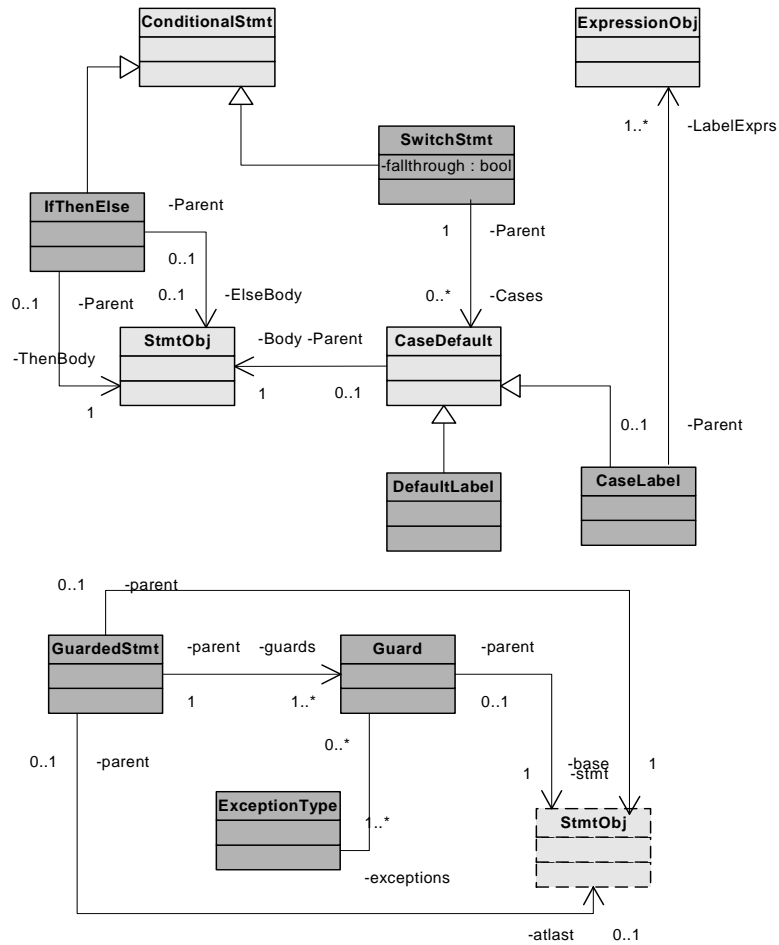 ConditionalStmt
ExpressionObj
1..*
-LabelExprs
SwitchStmt
-fallthrough : bool
IfThenElse
-Parent
0..1
1
-Parent
0..1
-Parent
0..1
-ElseBody
0..*
-Cases
-ThenBody
StmtObj
-Body
-Parent
CaseDefault
1
1
0..1
0..1
-Parent
DefaultLabel
CaseLabel
0..1
-parent
GuardedStmt
-parent
-guards
Guard
-parent
1
1..*
0..1
0..*
0..1
-parent
-base
1
-stmt
1
ExceptionType
1..*
StmtObj
-exceptions
-atlast
0..1